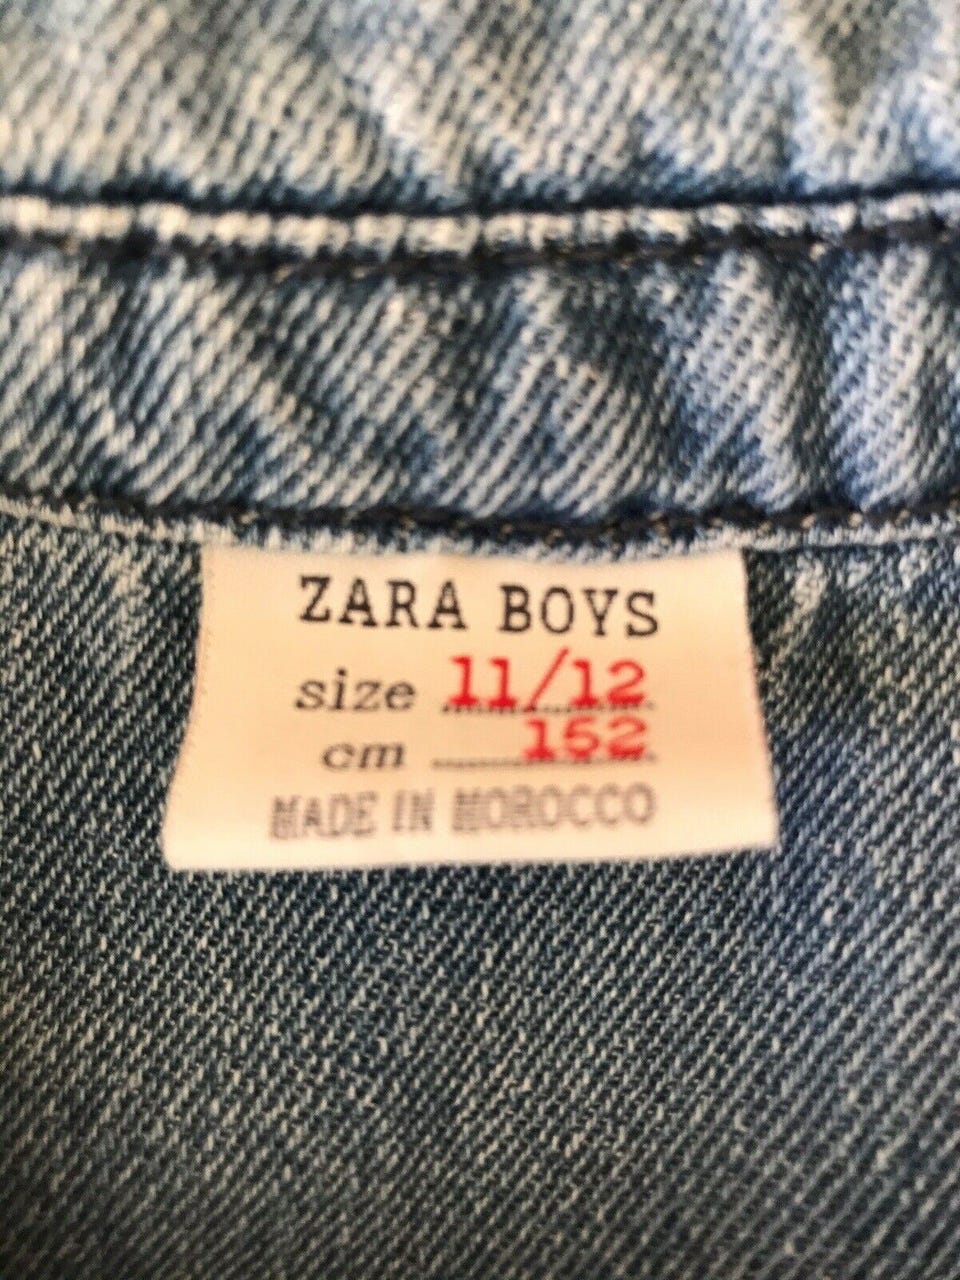 ZARA BOYS
size 11/12
cm 152
MADE IN MOROCCO